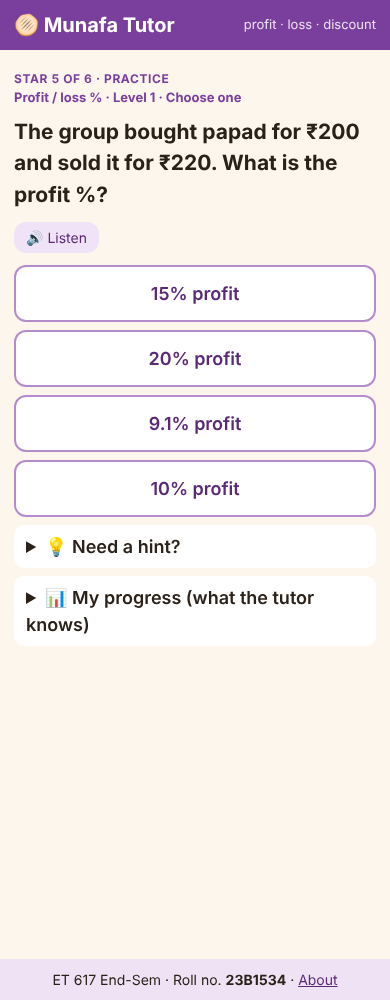 Munafa Tutor
profit · loss · discount
STAR 5 OF 6 · PRACTICE
Profit / loss % · Level 1 · Choose one
The group bought papad for ₹200
and sold it for ₹220. What is the
profit %?
🔊 Listen
15% profit
20% profit
9.1% profit
10% profit
▶ 💡 Need a hint?
▶ 📊 My progress (what the tutor
knows)
ET 617 End-Sem · Roll no. 23B1534 · About